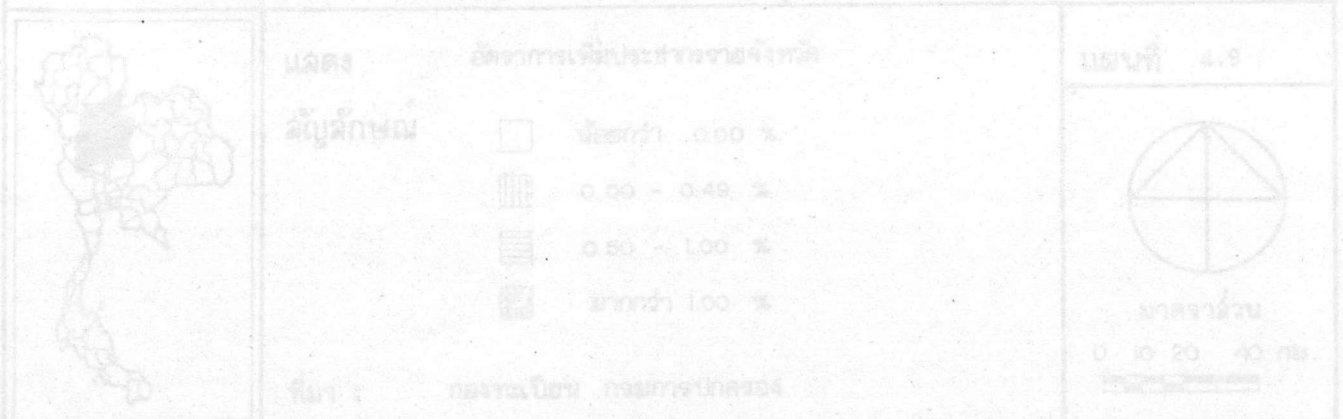 แสดง อัตราการเพิ่มประชากรรายจังหวัด
แผนที่ 4.9
สัญลักษณ์
น้อยกว่า 0.00 %
0.00 - 0.49 %
0.50 - 1.00 %
มากกว่า 1.00 %
มาตราส่วน
0 10 20 40 กม.
ที่มา : กองทะเบียน กรมการปกครอง